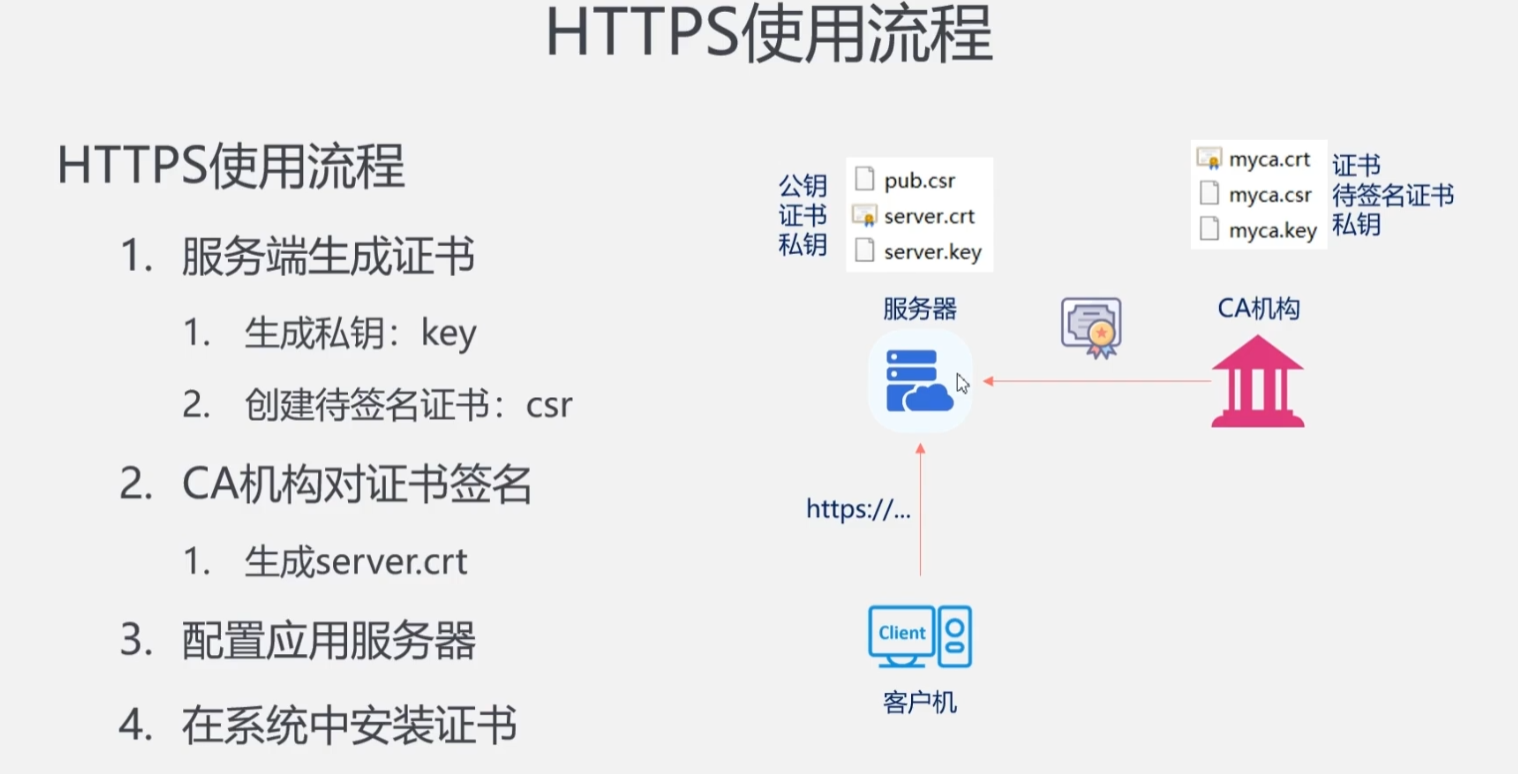 HTTPS使用流程
HTTPS使用流程
1. 服务端生成证书
1. 生成私钥：key
2. 创建待签名证书：csr
2. CA机构对证书签名
1. 生成server.crt
3. 配置应用服务器
4. 在系统中安装证书
公钥
证书
私钥
pub.csr
server.crt
server.key
服务器
myca.crt
myca.csr
myca.key
证书
待签名证书
私钥
CA机构
https://...
Client
客户机